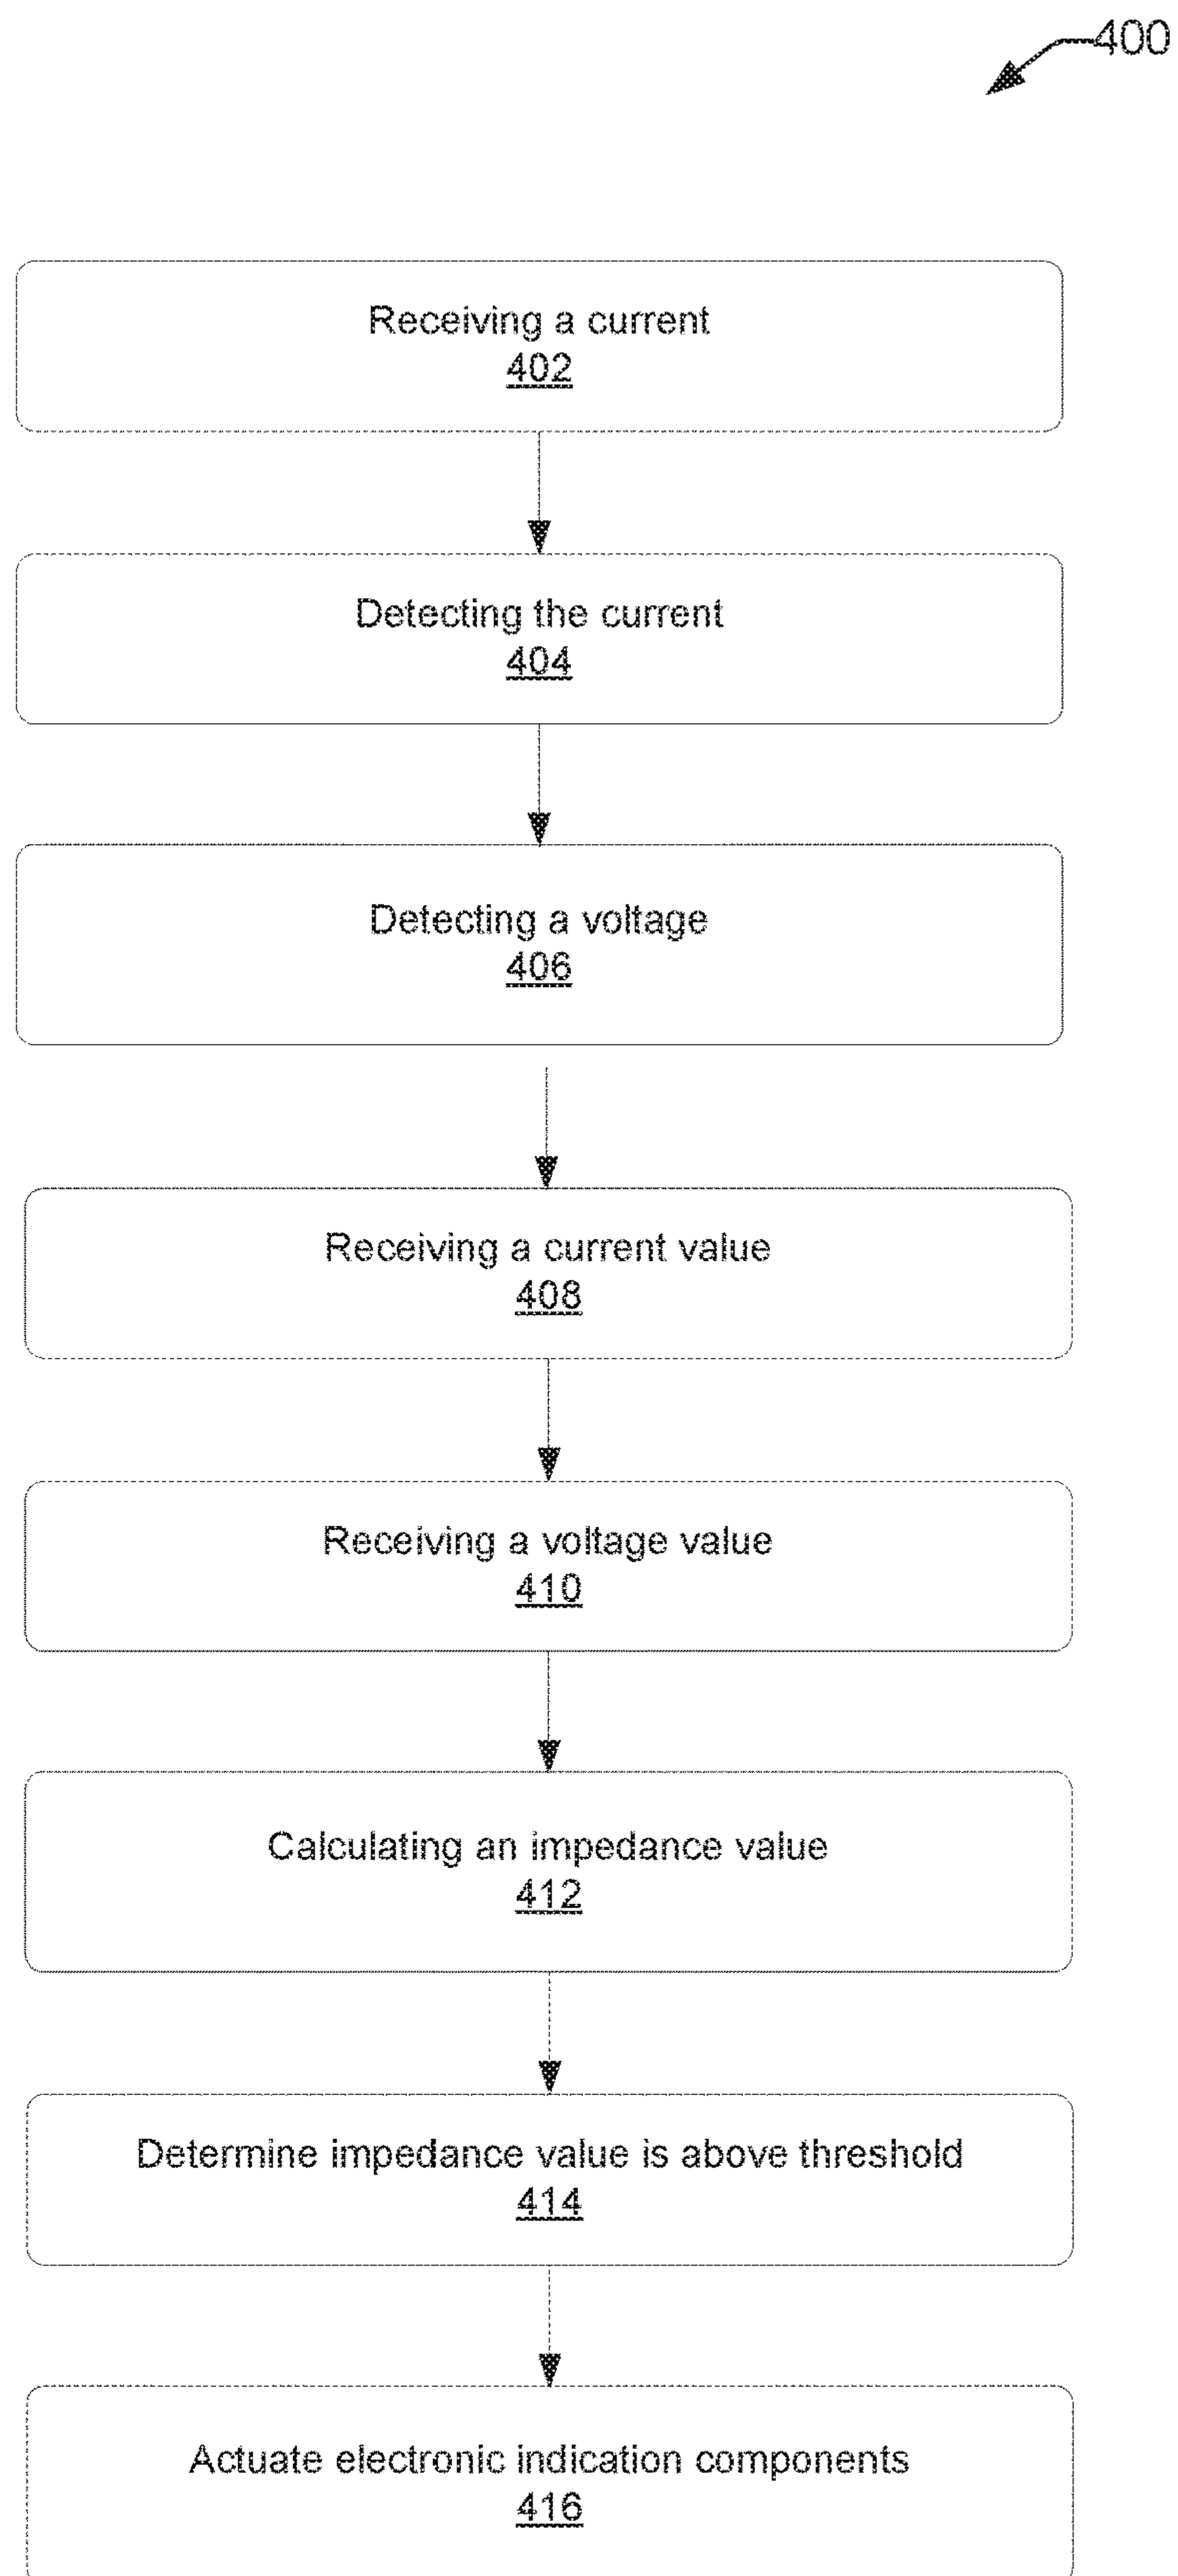 400
Receiving a current
402
Detecting the current
404
Detecting a voltage
406
Receiving a current value
408
Receiving a voltage value
410
Calculating an impedance value
412
Determine impedance value is above threshold
414
Actuate electronic indication components
416